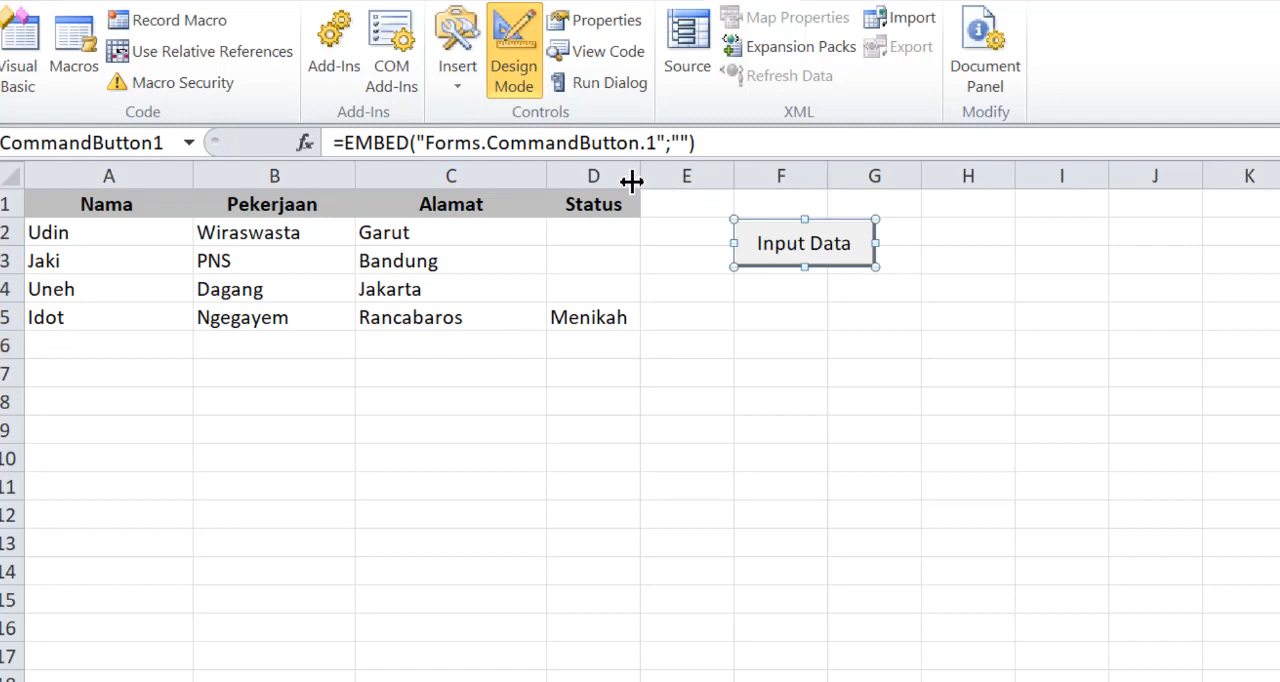 Record Macro
Use Relative References
Macro Security
Visual Basic
Macros
Code
Add-Ins
COM Add-Ins
Add-Ins
Insert
Design Mode
Properties
View Code
Run Dialog
Controls
Source
Map Properties
Expansion Packs
Refresh Data
Import
Export
XML
Document Panel
Modify
CommandButton1
fx
=EMBED("Forms.CommandButton.1";"")
A B C D E F G H I J K
1 Nama Pekerjaan Alamat Status
2 Udin Wiraswasta Garut
Input Data
3 Jaki PNS Bandung
4 Uneh Dagang Jakarta
5 Idot Ngegayem Rancabaros Menikah
6
7
8
9
10
11
12
13
14
15
16
17